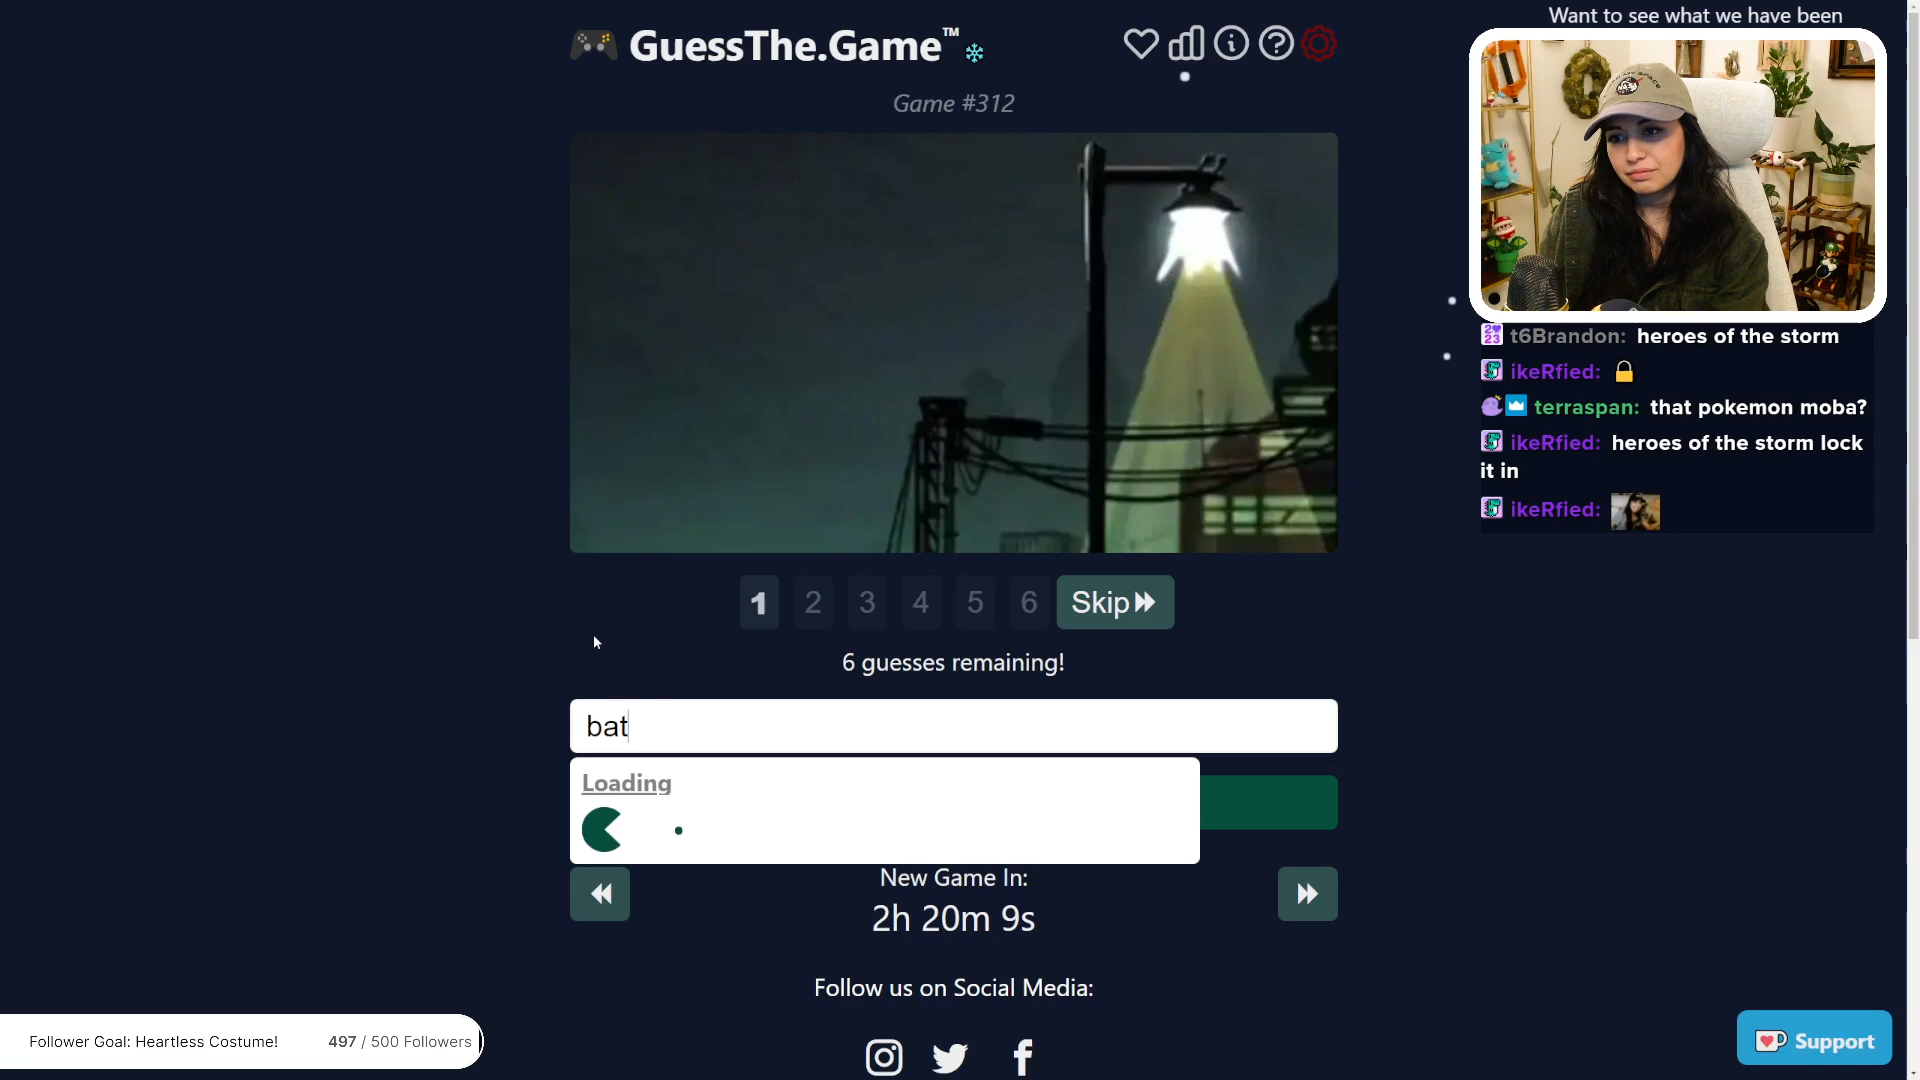 Want to see what we have been
GuessThe.Game™
Game #312
t6Brandon: heroes of the storm
ikeRfied: 🔒
terraspan: that pokemon moba?
ikeRfied: heroes of the storm lock
it in
ikeRfied:
1 2 3 4 5 6 Skip
6 guesses remaining!
bat
Loading
New Game In:
2h 20m 9s
Follow us on Social Media:
Follower Goal: Heartless Costume! 497 / 500 Followers
Support